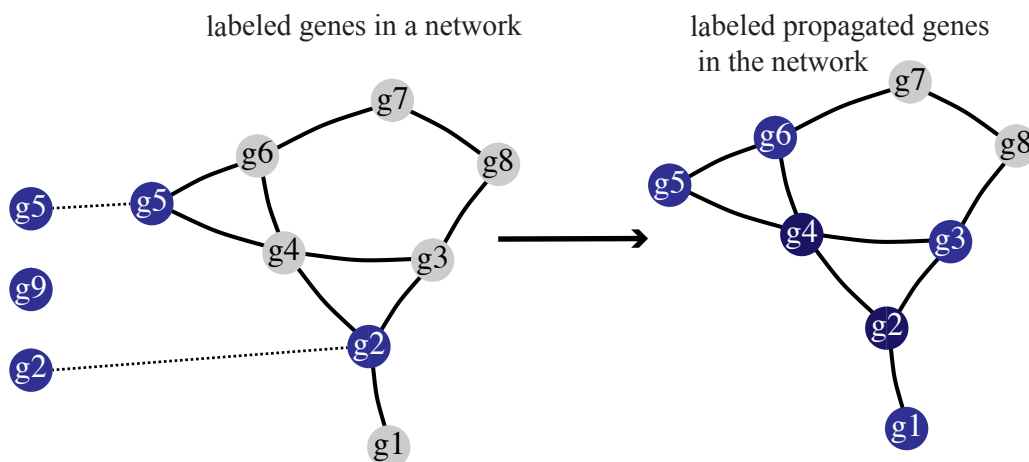 labeled genes in a network
labeled propagated genes
in the network
g7
g6
g8
g5
g5
g4
g3
g9
g2
g2
g1
g7
g6
g8
g5
g4
g3
g2
g1